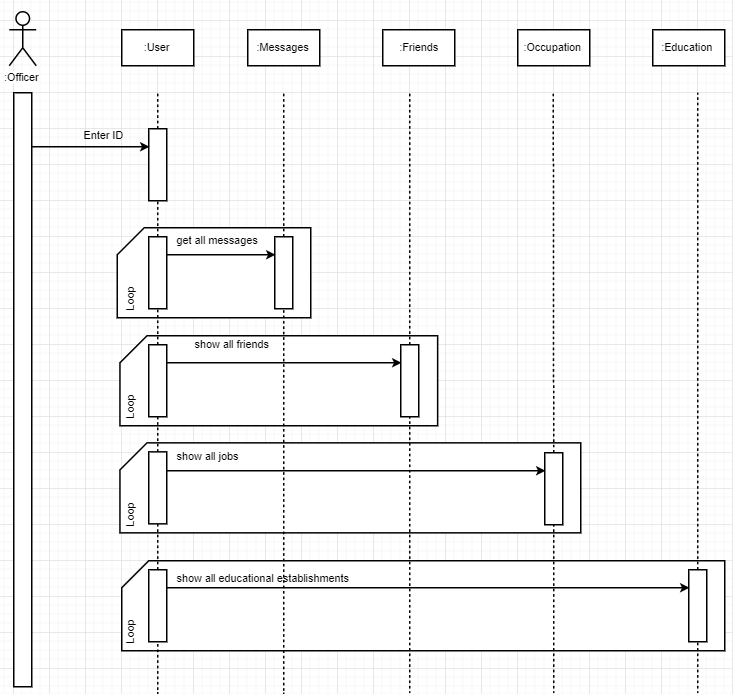 :User
:Messages
:Friends
:Occupation
:Education
:Officer
Enter ID
get all messages
Loop
show all friends
Loop
show all jobs
Loop
show all educational establishments
Loop